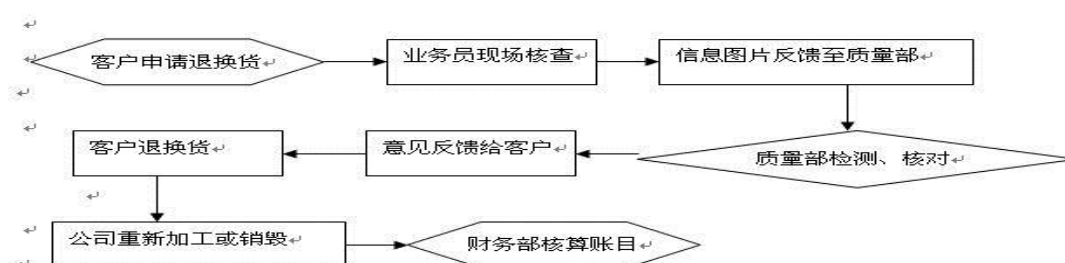 客户申请退换货
业务员现场核查
信息图片反馈至质量部
质量部检测、核对
意见反馈给客户
客户退换货
公司重新加工或销毁
财务部核算账目